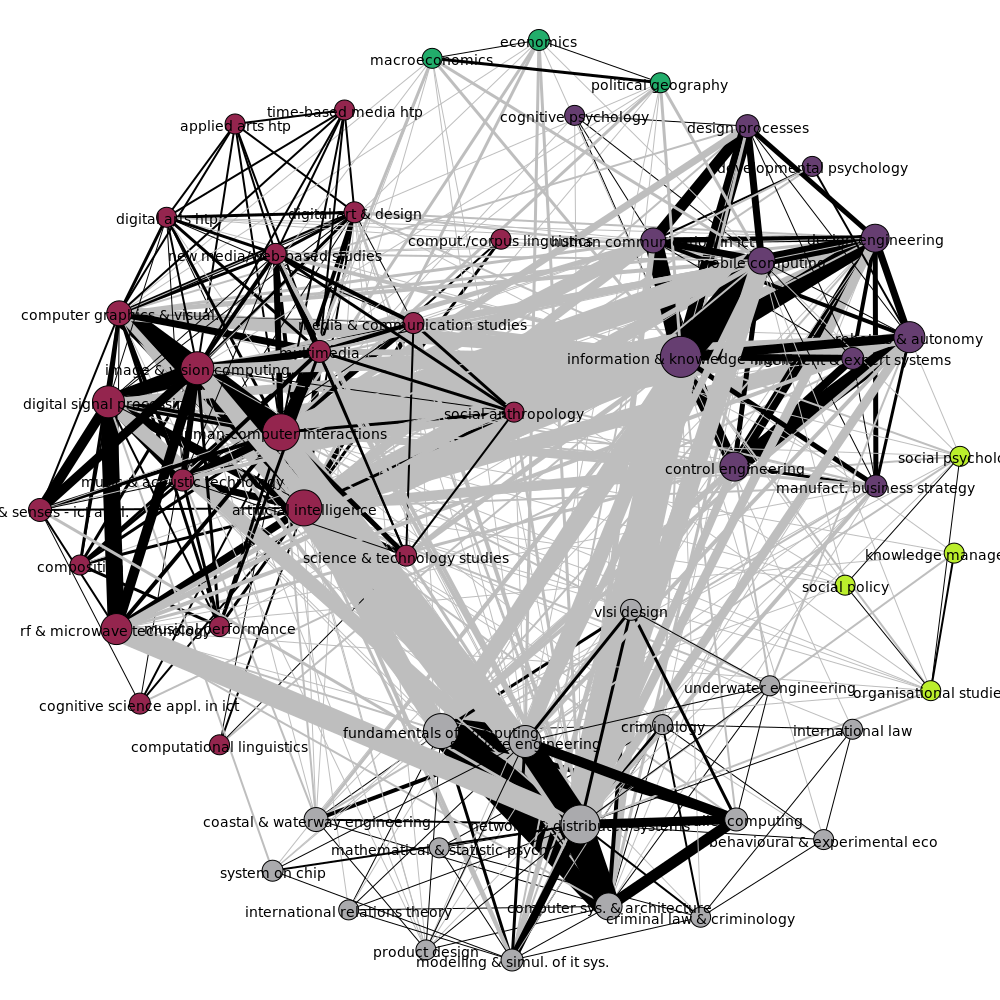 economics
macroeconomics
political geography
time-based media htp
cognitive psychology
applied arts htp
design processes
developmental psychology
digital art & design
digital arts htp
comput./corpus linguistics
human commun
in ict
design engineering
new media/web-based studies
mobile computing
computer graphics & visual.
media & communication studies
robotics & autonomy
multimedia
information & knowledge
& expert systems
image & vision computing
digital signal processin
social anthropology
man-computer interactions
social psycholo
control engineering
music & acoustic technology
manufact. business strategy
artificial intelligence
& senses - ict appl.
science & technology studies
knowledge manage
compositi
social policy
vlsi design
rf & microwave technology
musical performance
underwater engineering
organisational studie
cognitive science appl. in ict
criminology
international law
fundamentals of computing
engineering
computational linguistics
coastal & waterway engineering
network & distributed systems
computing
behavioural & experimental eco
mathematical & statistic psych
system on chip
international relations theory
computer sys. & architecture
criminal law & criminology
product design
modelling & simul. of it sys.